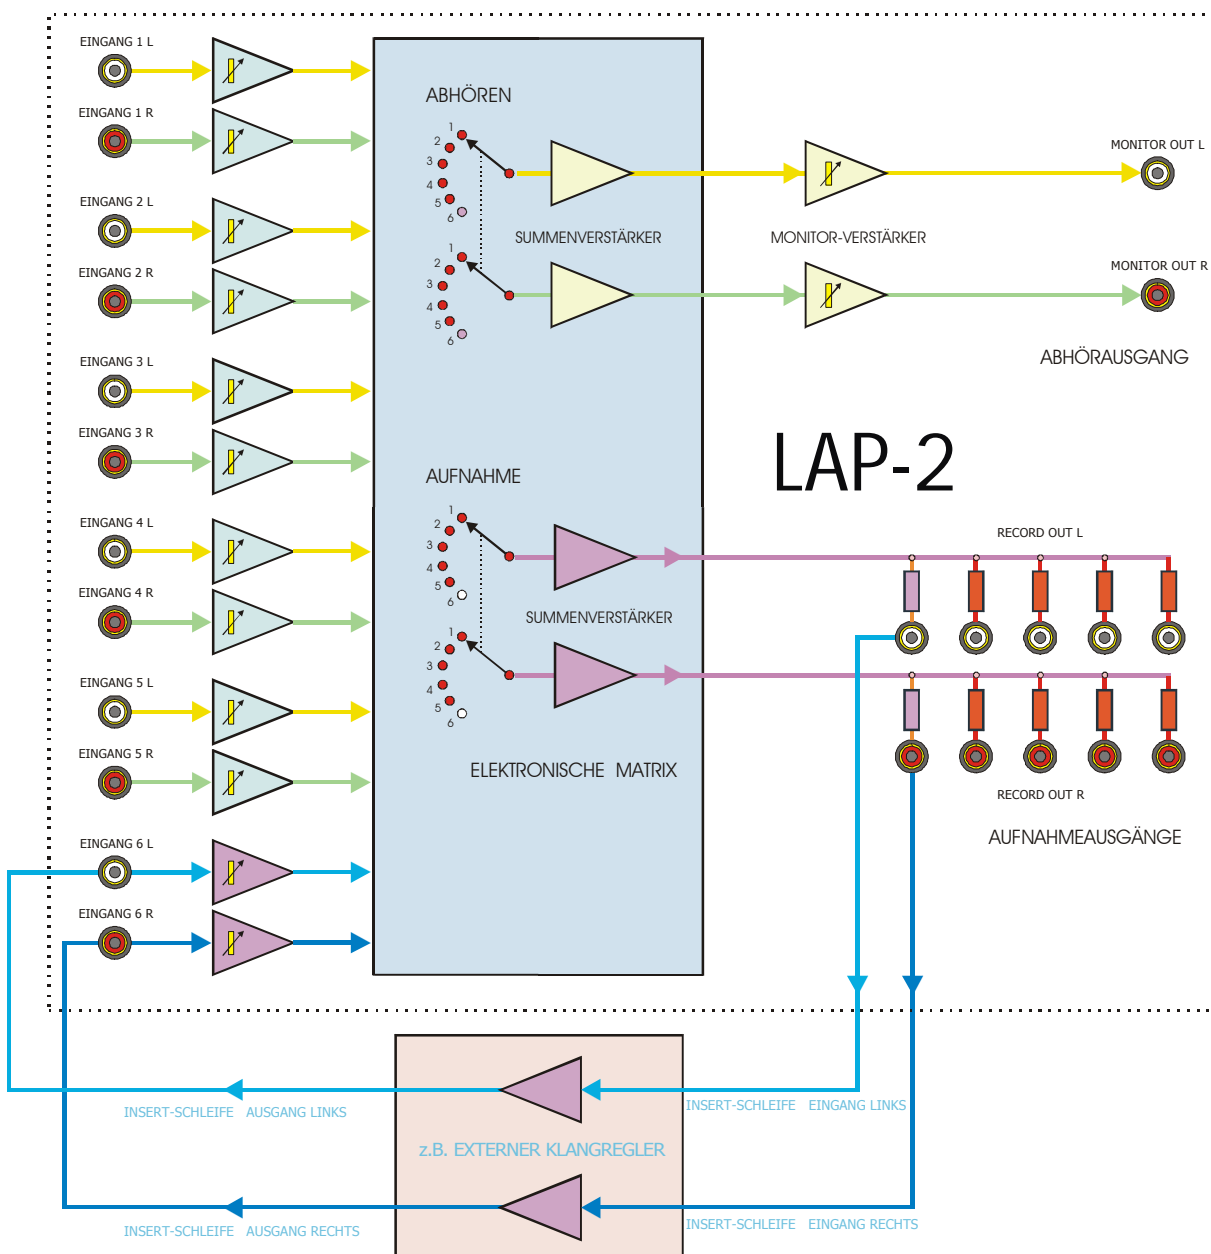 EINGANG 1 L
EINGANG 1 R
EINGANG 2 L
EINGANG 2 R
EINGANG 3 L
EINGANG 3 R
EINGANG 4 L
EINGANG 4 R
EINGANG 5 L
EINGANG 5 R
EINGANG 6 L
EINGANG 6 R
ABHÖREN
1
2
3
4
5
6
SUMMENVERSTÄRKER
1
2
3
4
5
6
AUFNAHME
1
2
3
4
5
6
SUMMENVERSTÄRKER
1
2
3
4
5
6
ELEKTRONISCHE MATRIX
MONITOR-VERSTÄRKER
MONITOR OUT L
MONITOR OUT R
ABHÖRAUSGANG
LAP-2
RECORD OUT L
RECORD OUT R
AUFNAHMEAUSGÄNGE
INSERT-SCHLEIFE AUSGANG LINKS
INSERT-SCHLEIFE EINGANG LINKS
z.B. EXTERNER KLANGREGLER
INSERT-SCHLEIFE AUSGANG RECHTS
INSERT-SCHLEIFE EINGANG RECHTS